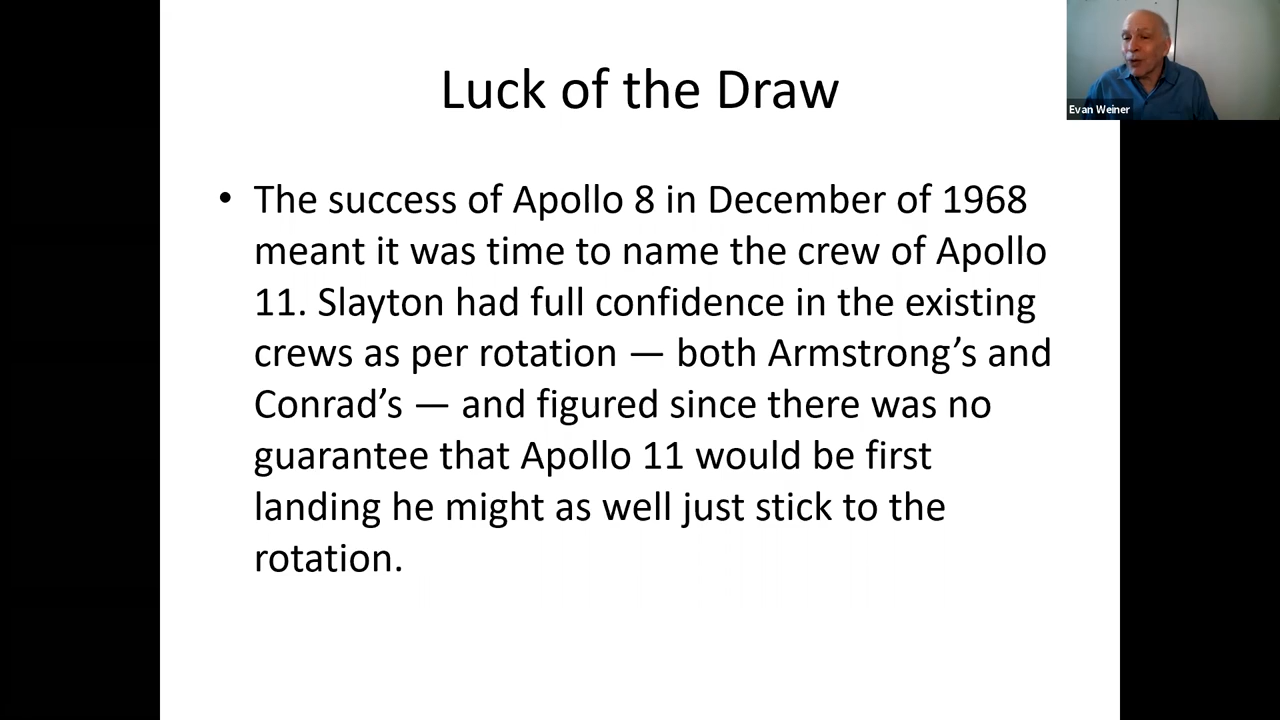 Luck of the Draw
Evan Weiner
• The success of Apollo 8 in December of 1968
meant it was time to name the crew of Apollo
11. Slayton had full confidence in the existing
crews as per rotation — both Armstrong’s and
Conrad’s — and figured since there was no
guarantee that Apollo 11 would be first
landing he might as well just stick to the
rotation.